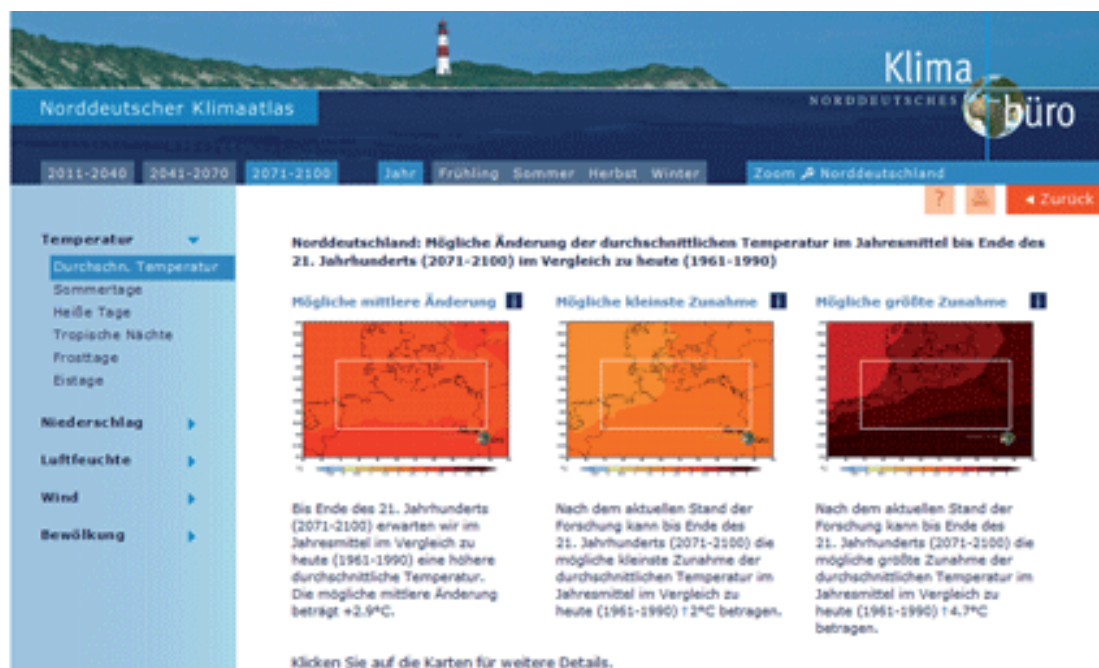 Klima
NORDDEUTSCHES
büro
Norddeutscher Klimaatlas
2011-2040 2041-2070 2071-2100 Jahr Frühling Sommer Herbst Winter Zoom Norddeutschland
? Zurück
Temperatur
Durchschn. Temperatur
Sommertage
Heiße Tage
Tropische Nächte
Frosttage
Eistage
Niederschlag
Luftfeuchte
Wind
Bewölkung
Norddeutschland: Mögliche Änderung der durchschnittlichen Temperatur im Jahresmittel bis Ende des
21. Jahrhunderts (2071-2100) im Vergleich zu heute (1961-1990)
Mögliche mittlere Änderung i
Bis Ende des 21. Jahrhunderts
(2071-2100) erwarten wir im
Jahresmittel im Vergleich zu
heute (1961-1990) eine höhere
durchschnittliche Temperatur.
Die mögliche mittlere Änderung
beträgt +2.9°C.
Mögliche kleinste Zunahme i
Nach dem aktuellen Stand der
Forschung kann bis Ende des
21. Jahrhunderts (2071-2100) die
mögliche kleinste Zunahme der
durchschnittlichen Temperatur im
Jahresmittel im Vergleich zu
heute (1961-1990) ↑2°C betragen.
Mögliche größte Zunahme i
Nach dem aktuellen Stand der
Forschung kann bis Ende des
21. Jahrhunderts (2071-2100) die
mögliche größte Zunahme der
durchschnittlichen Temperatur im
Jahresmittel im Vergleich zu
heute (1961-1990) ↑4.7°C
betragen.
Klicken Sie auf die Karten für weitere Details.